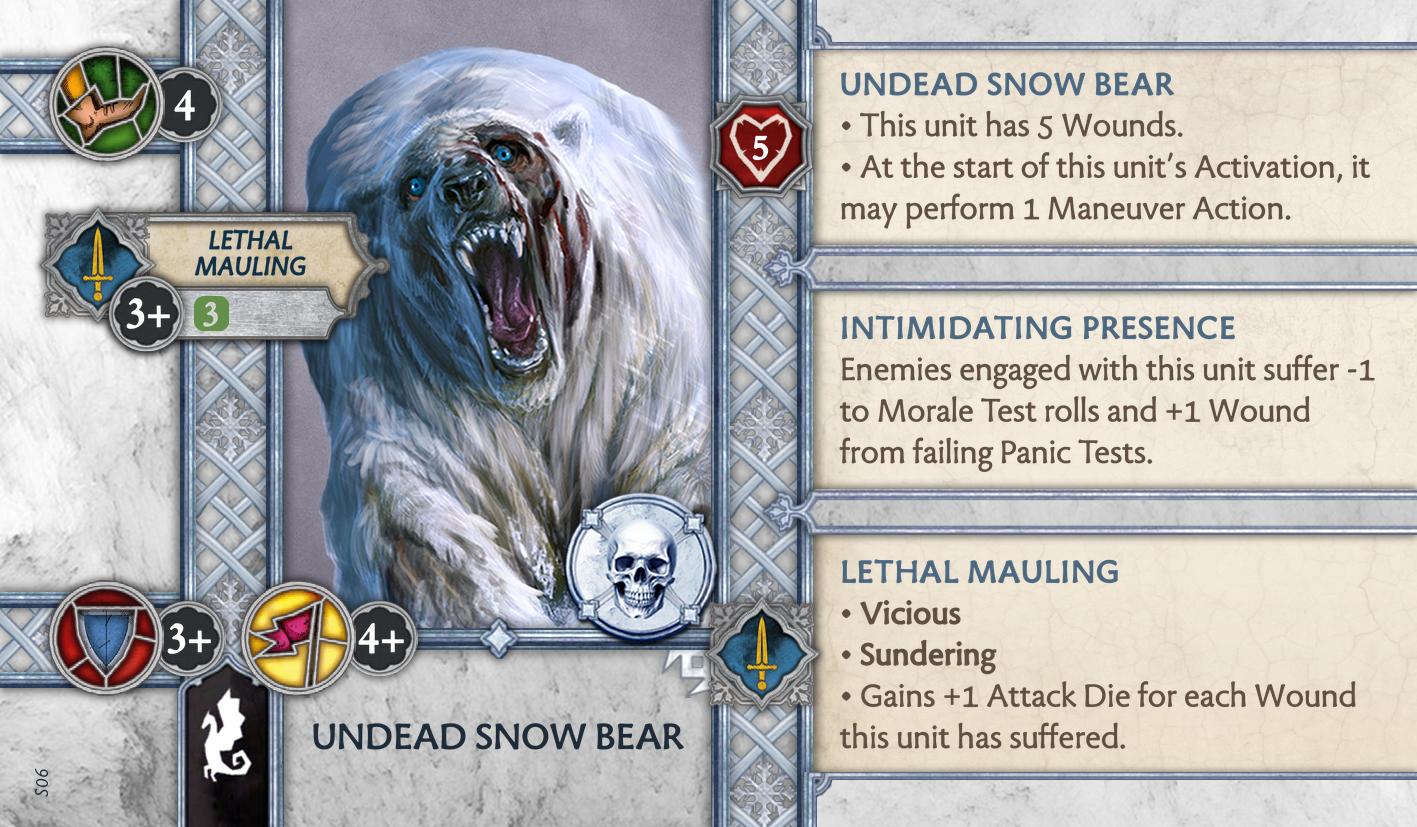 4
LETHAL
MAULING
3+
3
3+
4+
UNDEAD SNOW BEAR
S06
5
UNDEAD SNOW BEAR
• This unit has 5 Wounds.
• At the start of this unit's Activation, it
may perform 1 Maneuver Action.
INTIMIDATING PRESENCE
Enemies engaged with this unit suffer -1
to Morale Test rolls and +1 Wound
from failing Panic Tests.
LETHAL MAULING
• Vicious
• Sundering
• Gains +1 Attack Die for each Wound
this unit has suffered.